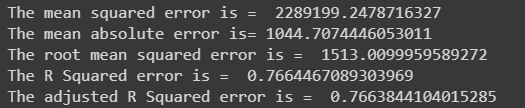 The mean squared error is =  2289199.2478716327
The mean absolute error is= 1044.7074446053011
The root mean squared error is =  1513.0099959589272
The R Squared error is =  0.7664467089303969
The adjusted R Squared error is =  0.7663844104015285